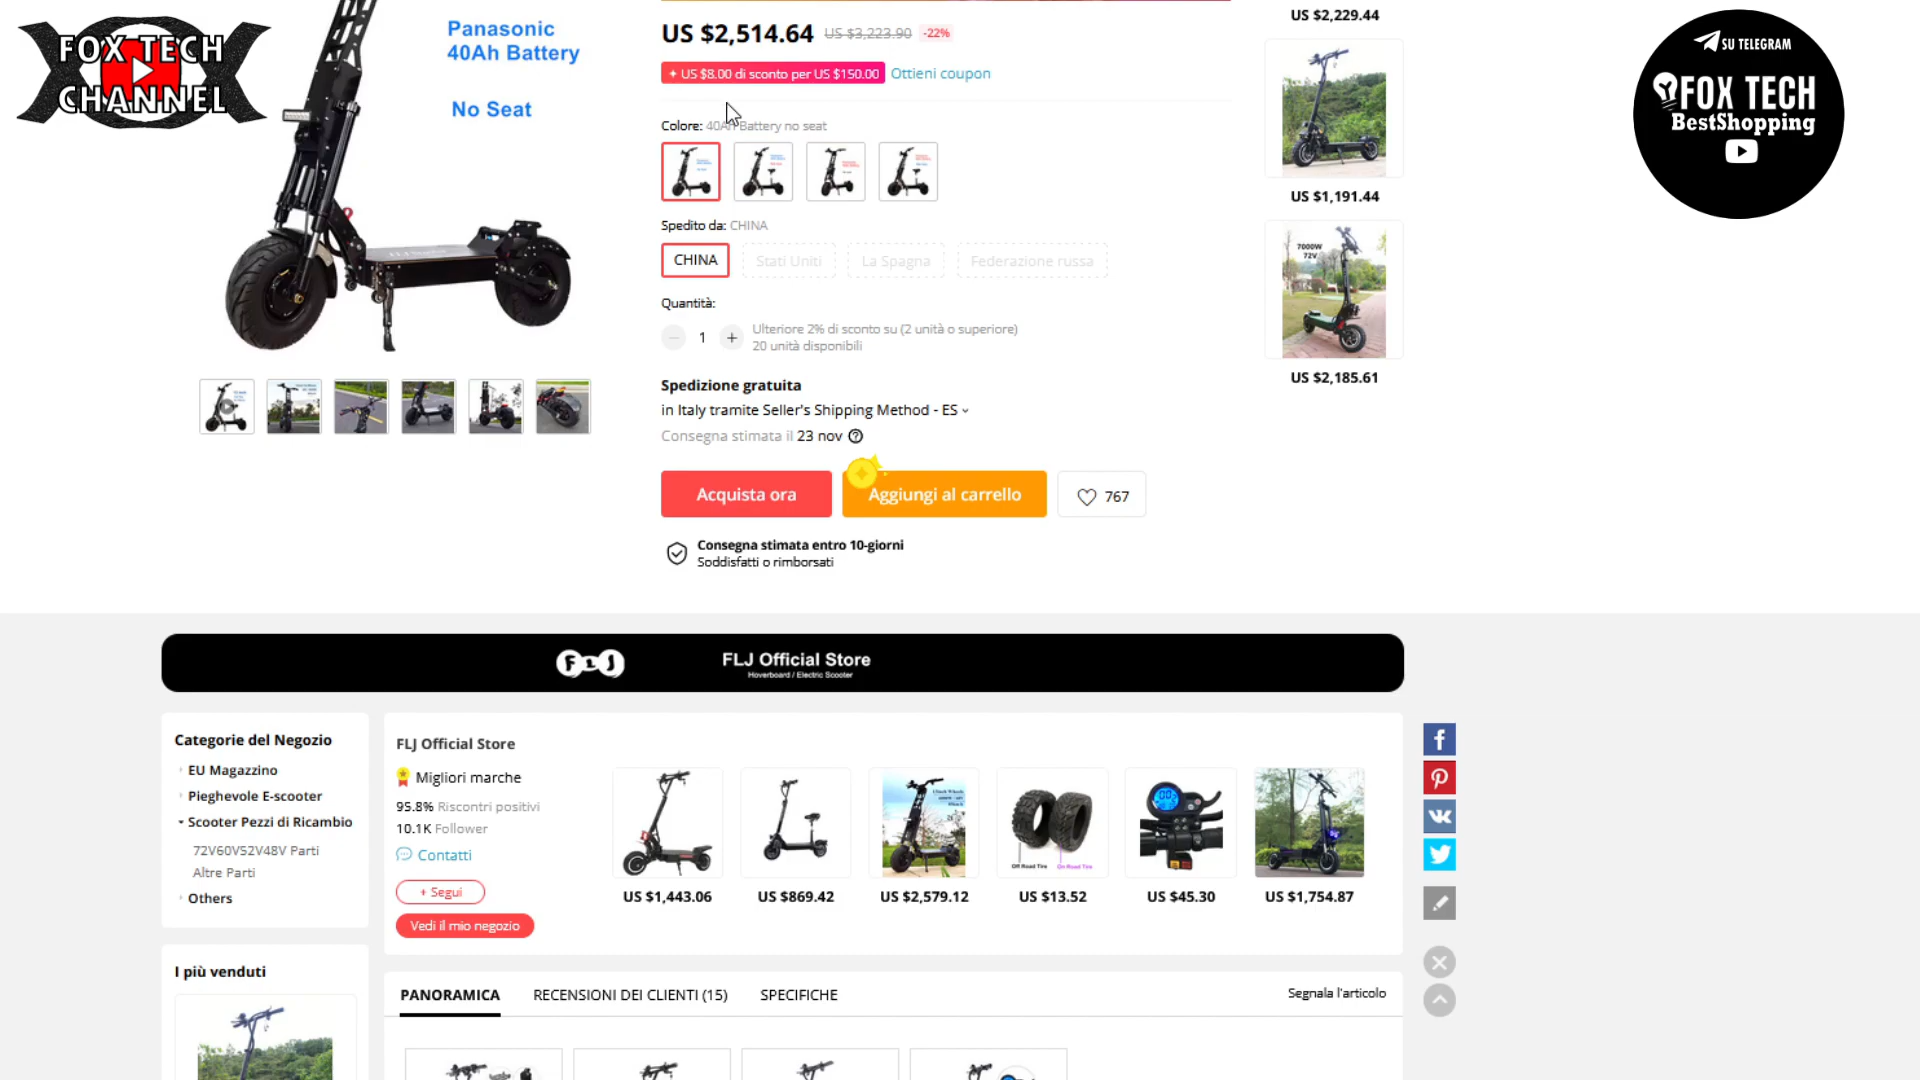 FOX TECH
CHANNEL
Panasonic
40Ah Battery
No Seat
US $2,514.64 US $3,223.90 -22%
+ US $8.00 di sconto per US $150.00 Ottieni coupon
Colore: 40Ah Battery no seat
Spedito da: CHINA
CHINA Stati Uniti La Spagna Federazione russa
Quantità:
1
Ulteriore 2% di sconto su (2 unità o superiore)
20 unità disponibili
Spedizione gratuita
in Italy tramite Seller's Shipping Method - ES
Consegna stimata il 23 nov
Acquista ora Aggiungi al carrello 767
Consegna stimata entro 10-giorni
Soddisfatti o rimborsati
US $2,229.44
US $1,191.44
7000W
72V
US $2,185.61
SU TELEGRAM
FOX TECH
BestShopping
FLJ FLJ Official Store
Hoverboard / Electric Scooter
Categorie del Negozio
EU Magazzino
Pieghevole E-scooter
Scooter Pezzi di Ricambio
72V60V52V48V Parti
Altre Parti
Others
I più venduti
FLJ Official Store
Migliori marche
95.8% Riscontri positivi
10.1K Follower
Contatti
+ Segui
Vedi il mio negozio
Off Road Tire On Road Tire
US $1,443.06 US $869.42 US $2,579.12 US $13.52 US $45.30 US $1,754.87
PANORAMICA RECENSIONI DEI CLIENTI (15) SPECIFICHE Segnala l'articolo